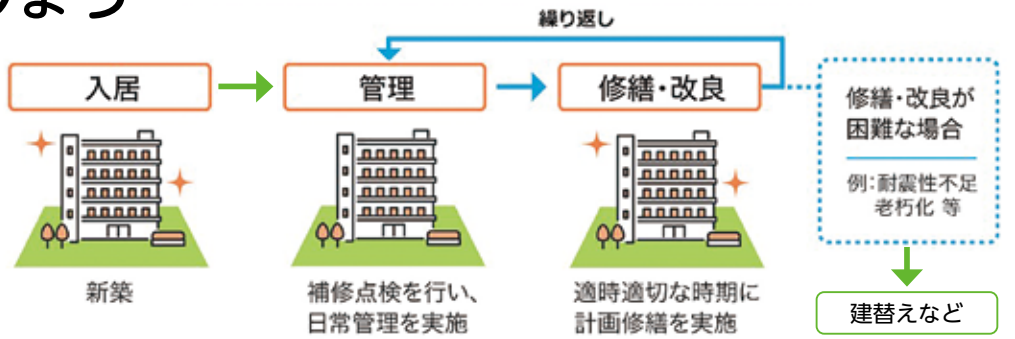 繰り返し
入居
管理
修繕・改良
修繕・改良が
困難な場合
例:耐震性不足
老朽化 等
新築
補修点検を行い、
日常管理を実施
適時適切な時期に
計画修繕を実施
建替えなど